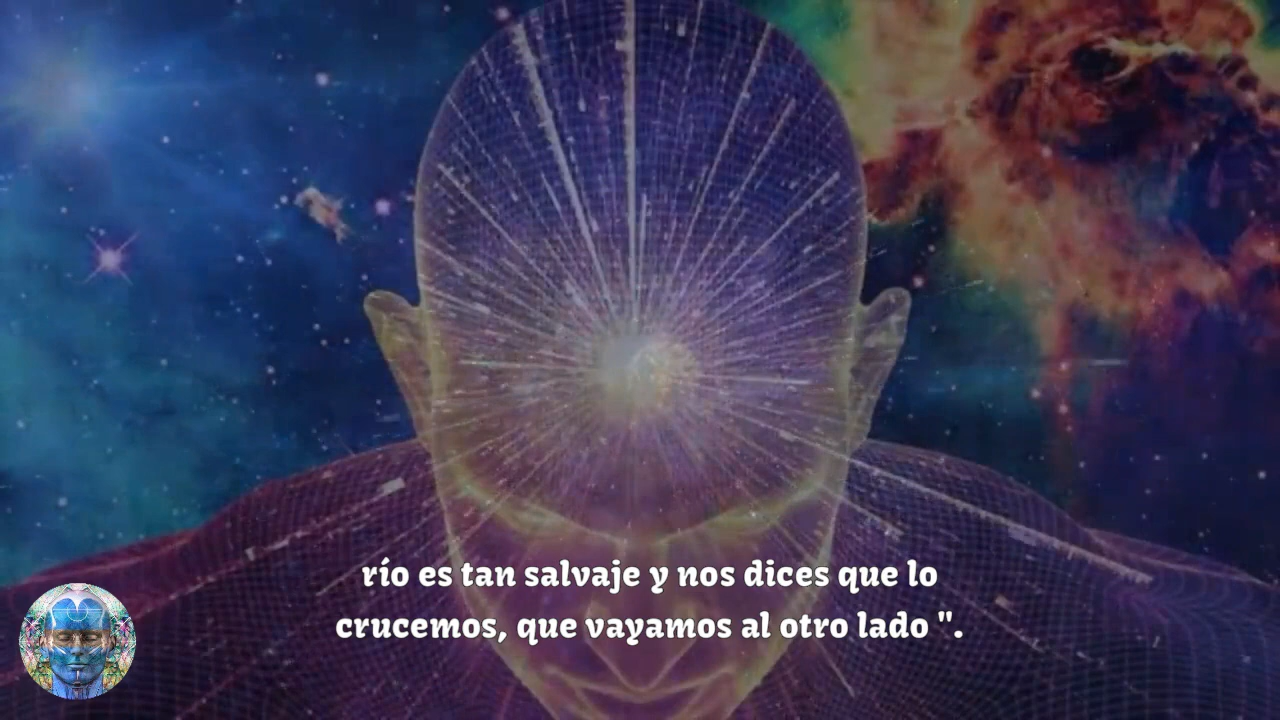 río es tan salvaje y nos dices que lo
crucemos, que vayamos al otro lado ".